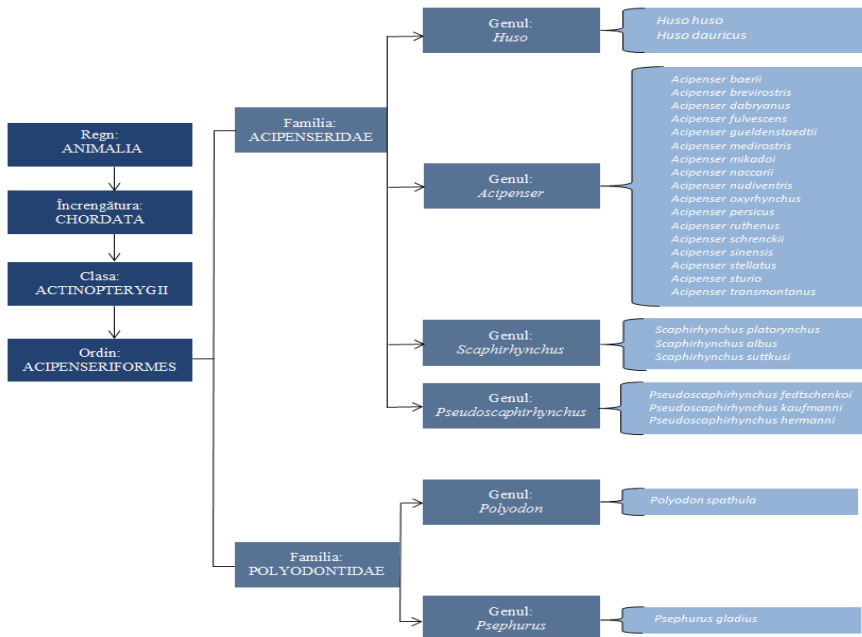 Regn:
ANIMALIA
Încrengătura:
CHORDATA
Clasa:
ACTINOPTERYGII
Ordin:
ACIPENSERIFORMES
Familia:
ACIPENSERIDAE
Genul:
Huso
Huso huso
Huso dauricus
Genul:
Acipenser
Acipenser baerii
Acipenser brevirostris
Acipenser dabryanus
Acipenser fulvescens
Acipenser gueldenstaedtii
Acipenser medirostris
Acipenser mikadoi
Acipenser naccarii
Acipenser nudiventris
Acipenser oxyrhynchus
Acipenser persicus
Acipenser ruthenus
Acipenser schrenckii
Acipenser sinensis
Acipenser stellatus
Acipenser sturio
Acipenser transmontanus
Genul:
Scaphirhynchus
Scaphirhynchus platorynchus
Scaphirhynchus albus
Scaphirhynchus suttkusi
Genul:
Pseudoscaphirhynchus
Pseudoscaphirhynchus fedtschenkoi
Pseudoscaphirhynchus kaufmanni
Pseudoscaphirhynchus hermanni
Familia:
POLYODONTIDAE
Genul:
Polyodon
Polyodon spathula
Genul:
Psephurus
Psephurus gladius